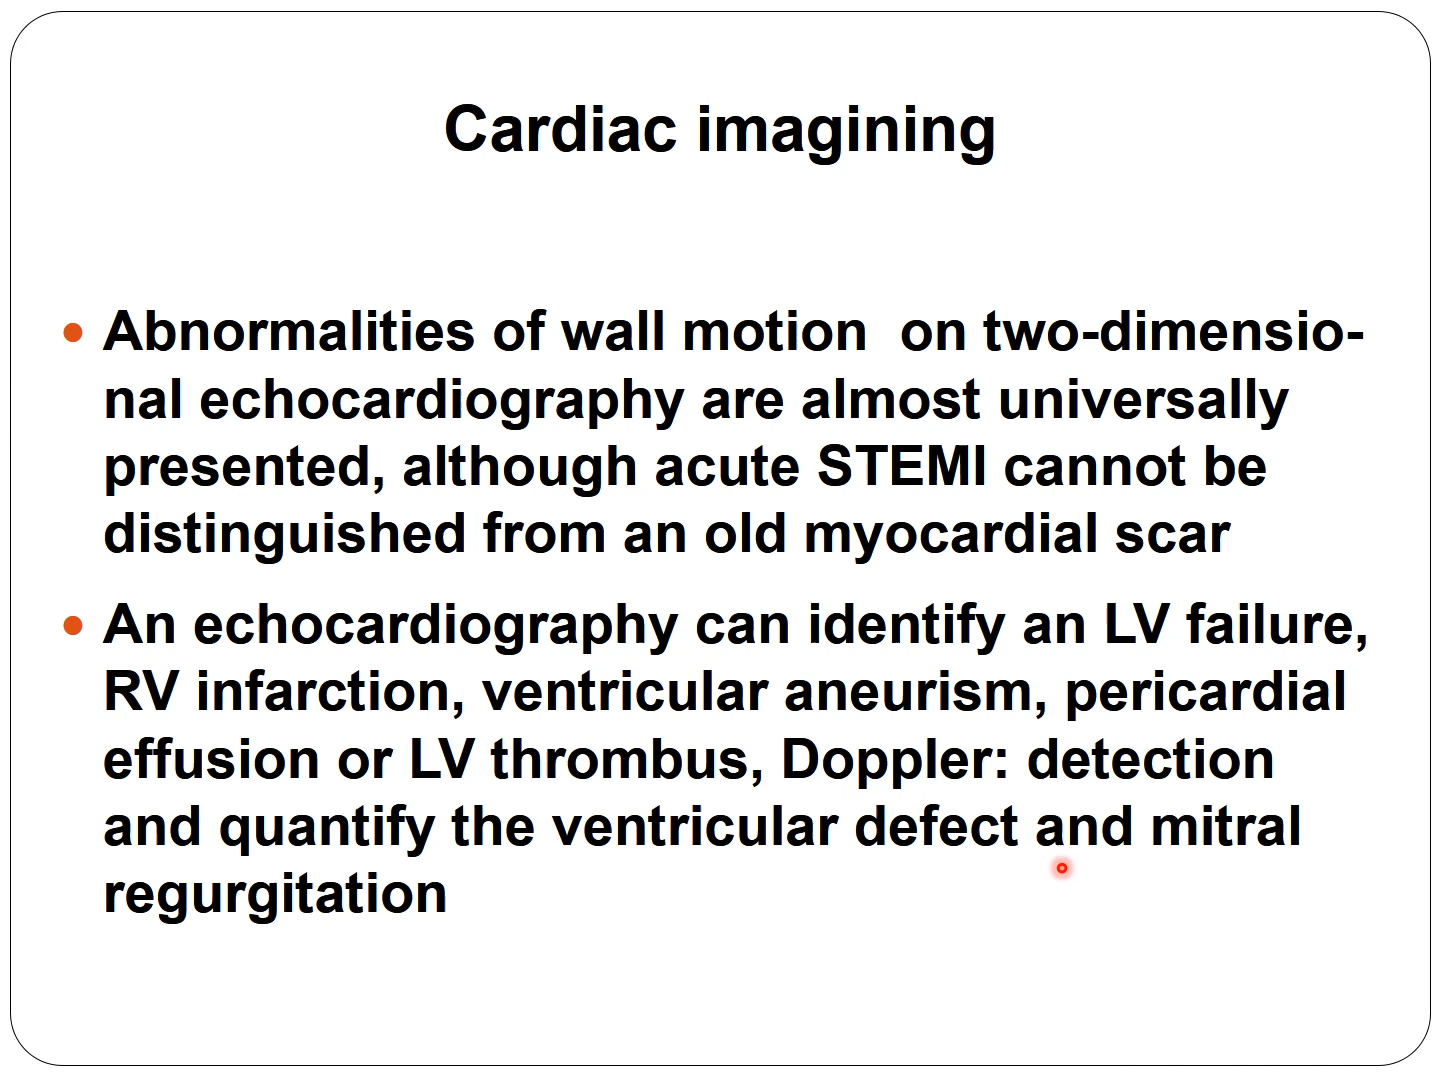 Cardiac imagining
Abnormalities of wall motion  on two-dimensio-
nal echocardiography are almost universally
presented, although acute STEMI cannot be
distinguished from an old myocardial scar
An echocardiography can identify an LV failure,
RV infarction, ventricular aneurism, pericardial
effusion or LV thrombus, Doppler: detection
and quantify the ventricular defect and mitral
regurgitation